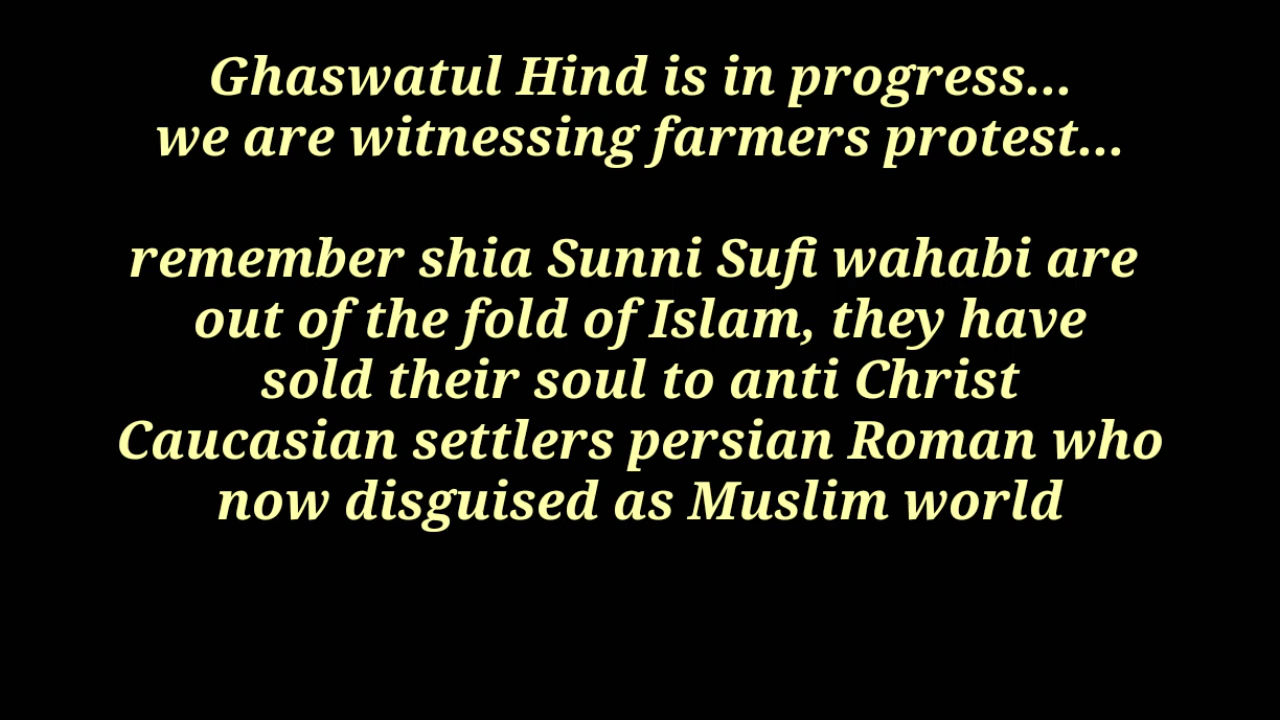 Ghaswatul Hind is in progress...
we are witnessing farmers protest...
remember shia Sunni Sufi wahabi are
out of the fold of Islam, they have
sold their soul to anti Christ
Caucasian settlers persian Roman who
now disguised as Muslim world